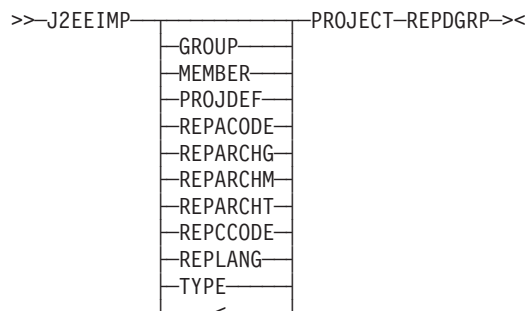 >>─J2EEIMP─┬──────────┬─PROJECT─REPDGRP─><
├─GROUP────┤
├─MEMBER───┤
├─PROJDEF──┤
├─REPACODE─┤
├─REPARCHG─┤
├─REPARCHM─┤
├─REPARCHT─┤
├─REPCCODE─┤
├─REPLANG──┤
├─TYPE─────┤
<